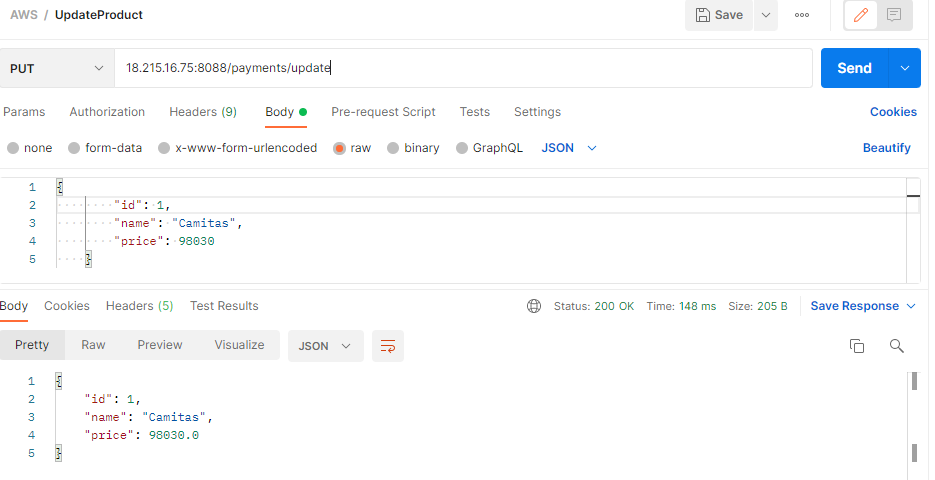 AWS / UpdateProduct
Save
PUT
18.215.16.75:8088/payments/update
Send
Params Authorization Headers (9) Body Pre-request Script Tests Settings Cookies
none form-data x-www-form-urlencoded raw binary GraphQL JSON Beautify
1 {
2 "id": 1,
3 "name": "Camitas",
4 "price": 98030
5 }
Body Cookies Headers (5) Test Results Status: 200 OK Time: 148 ms Size: 205 B Save Response
Pretty Raw Preview Visualize JSON
1 {
2 "id": 1,
3 "name": "Camitas",
4 "price": 98030.0
5 }